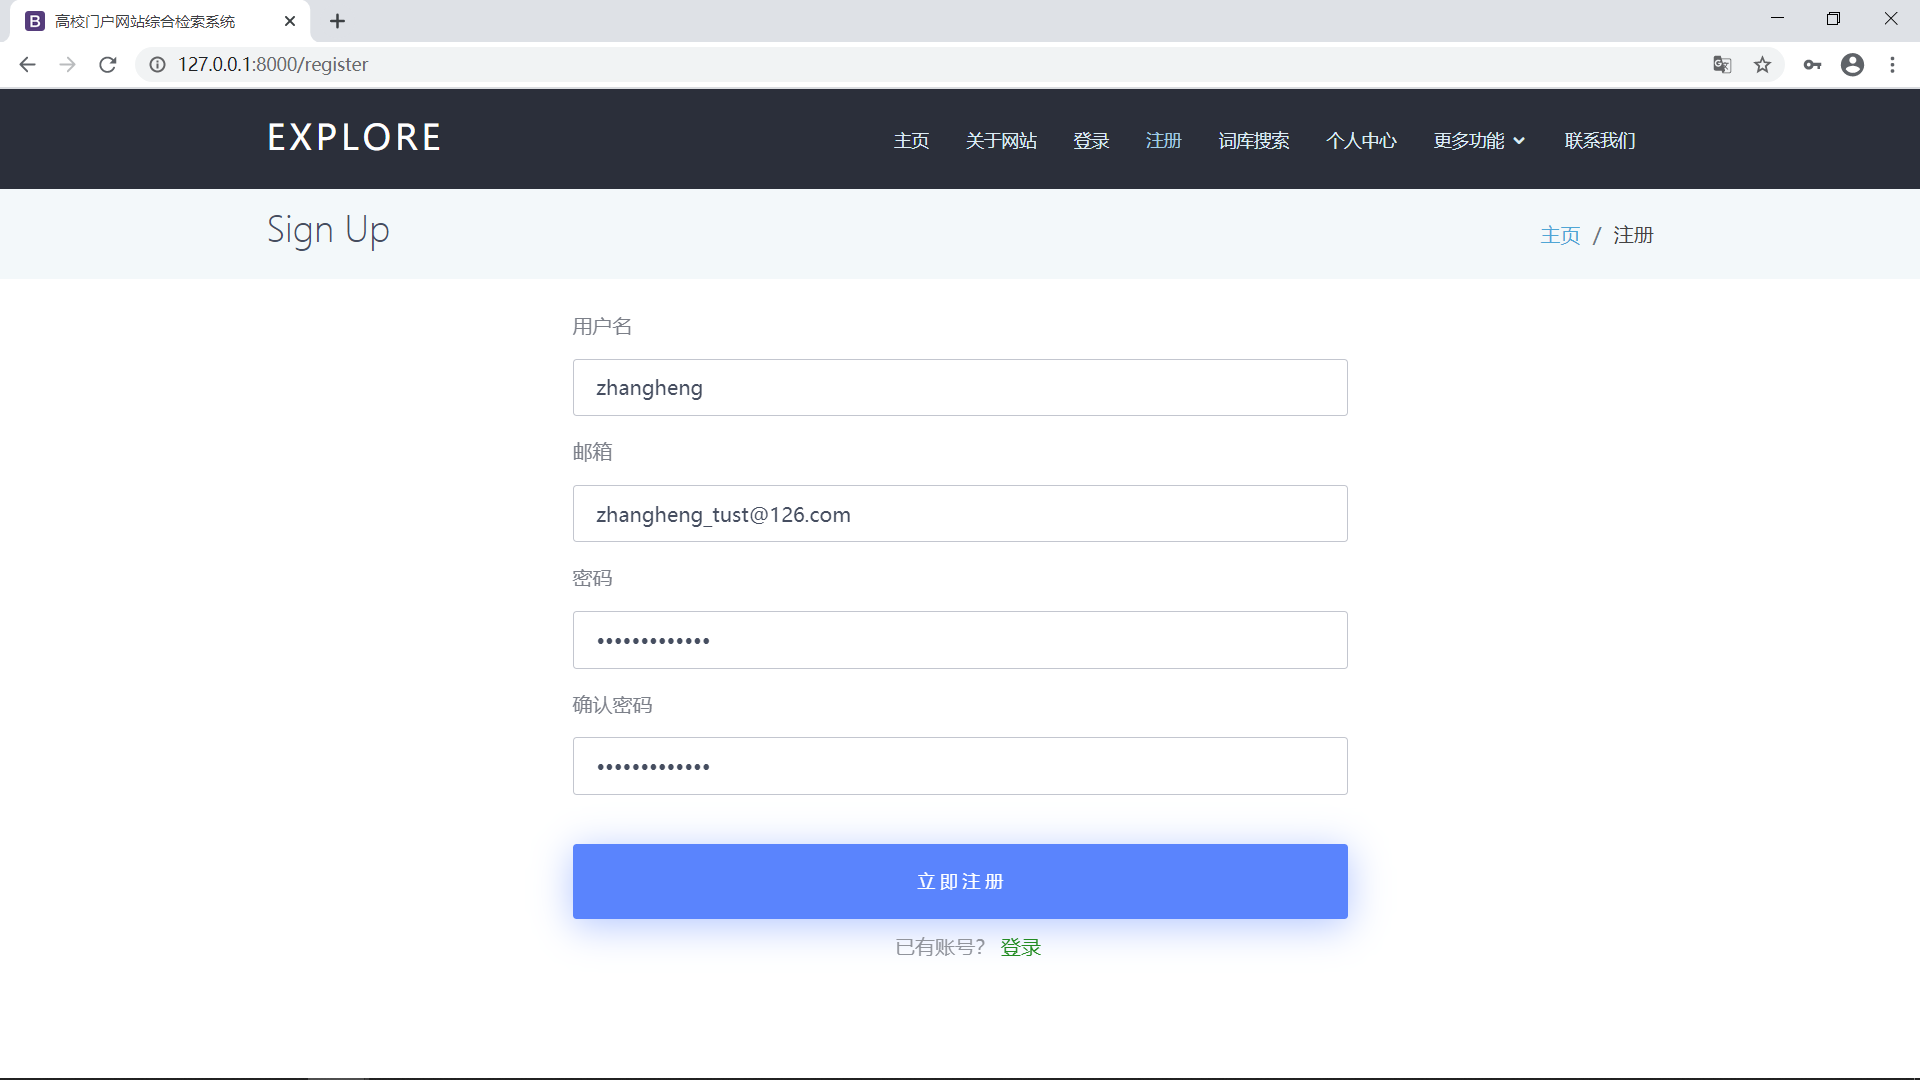 高校门户网站综合检索系统
127.0.0.1:8000/register
EXPLORE
主页 关于网站 登录 注册 词库搜索 个人中心 更多功能 联系我们
Sign Up
主页 / 注册
用户名
zhangheng
邮箱
zhangheng_tust@126.com
密码
•••••••••••••
确认密码
•••••••••••••
立即注册
已有账号? 登录